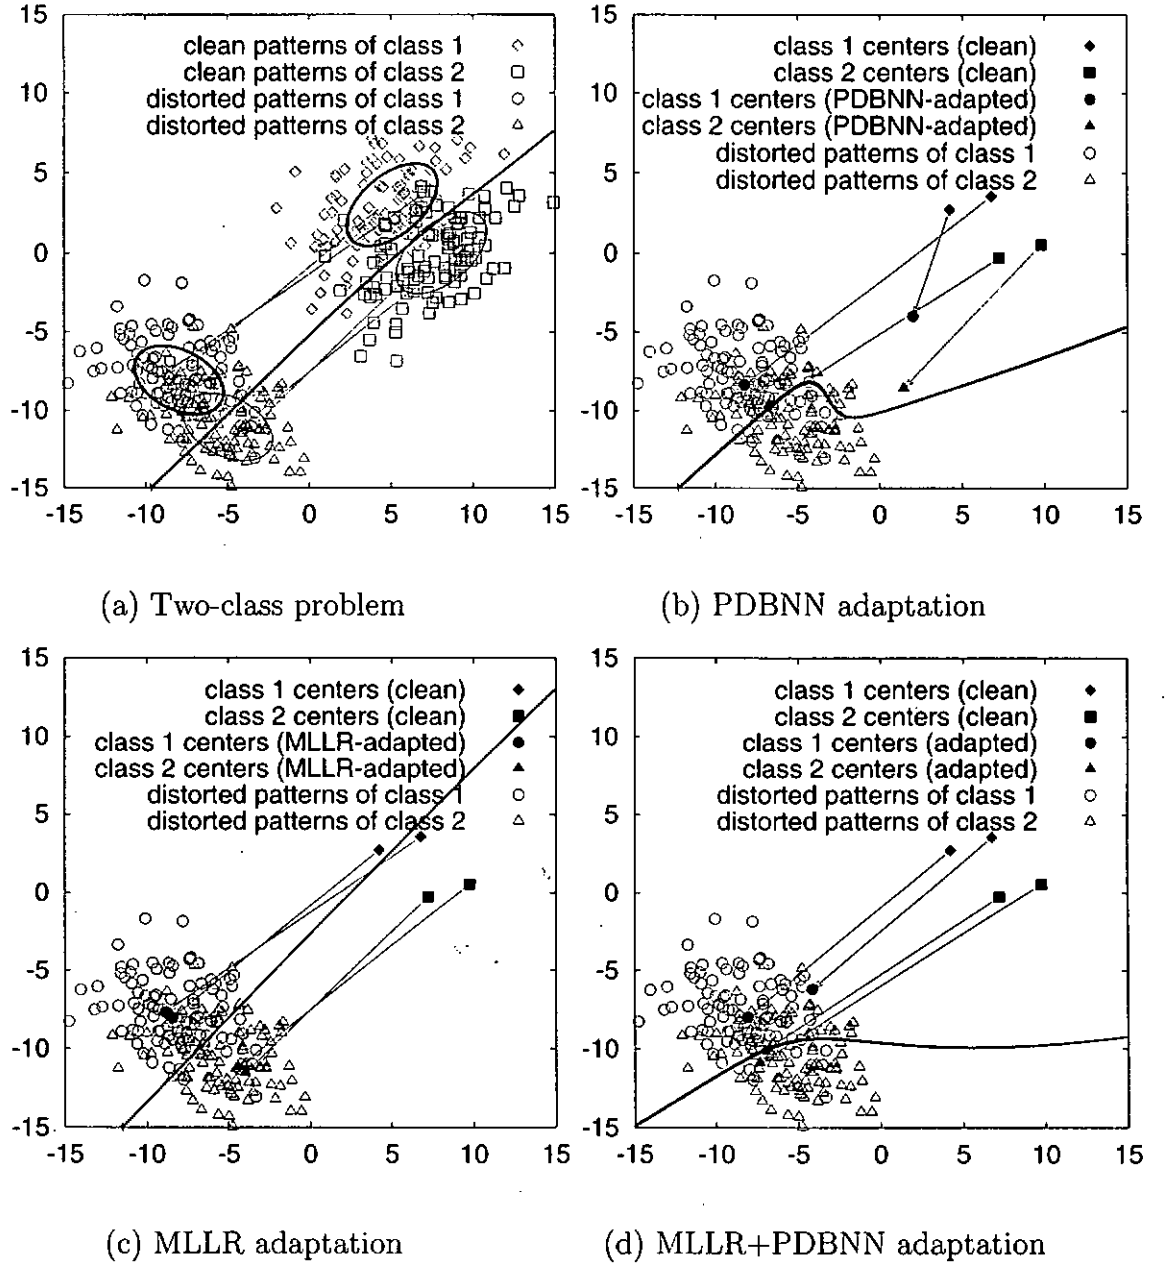 15
10
5
0
-5
-10
-15
-15 -10 -5 0 5 10 15
clean patterns of class 1
clean patterns of class 2
distorted patterns of class 1
distorted patterns of class 2
(a) Two-class problem
15
10
5
0
-5
-10
-15
-15 -10 -5 0 5 10 15
class 1 centers (clean)
class 2 centers (clean)
class 1 centers (PDBNN-adapted)
class 2 centers (PDBNN-adapted)
distorted patterns of class 1
distorted patterns of class 2
(b) PDBNN adaptation
15
10
5
0
-5
-10
-15
-15 -10 -5 0 5 10 15
class 1 centers (clean)
class 2 centers (clean)
class 1 centers (MLLR-adapted)
class 2 centers (MLLR-adapted)
distorted patterns of class 1
distorted patterns of class 2
(c) MLLR adaptation
15
10
5
0
-5
-10
-15
-15 -10 -5 0 5 10 15
class 1 centers (clean)
class 2 centers (clean)
class 1 centers (adapted)
class 2 centers (adapted)
distorted patterns of class 1
distorted patterns of class 2
(d) MLLR+PDBNN adaptation